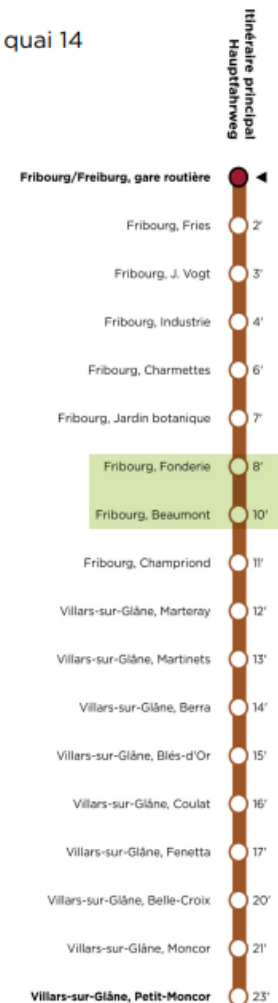 quai 14
Itinéraire principal
Hauptfahrweg
Fribourg/Freiburg, gare routière
Fribourg, Fries 2'
Fribourg, J. Vogt 3'
Fribourg, Industrie 4'
Fribourg, Charmettes 6'
Fribourg, Jardin botanique 7'
Fribourg, Fonderie 8'
Fribourg, Beaumont 10'
Fribourg, Champriond 11'
Villars-sur-Glâne, Marteray 12'
Villars-sur-Glâne, Martinets 13'
Villars-sur-Glâne, Berra 14'
Villars-sur-Glâne, Blés-d'Or 15'
Villars-sur-Glâne, Coulat 16'
Villars-sur-Glâne, Fenetta 17'
Villars-sur-Glâne, Belle-Croix 20'
Villars-sur-Glâne, Moncor 21'
Villars-sur-Glâne, Petit-Moncor 23'